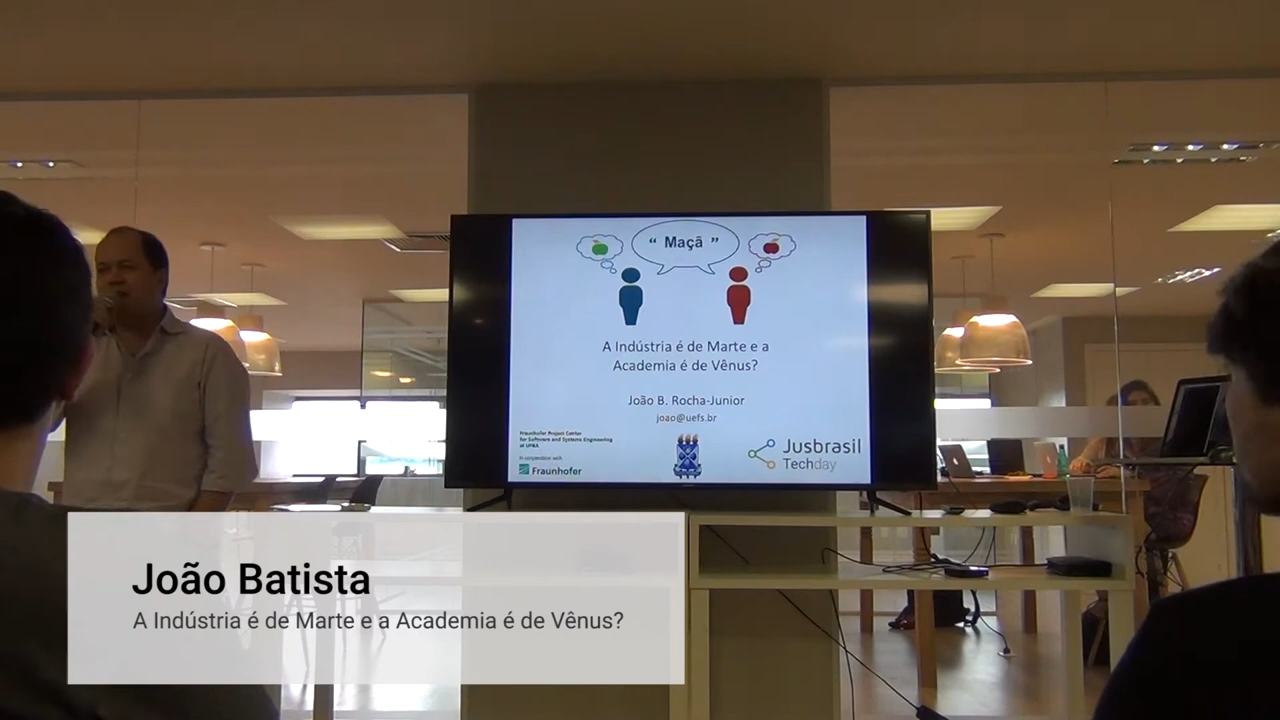 “ Maçã ”
A Indústria é de Marte e a
Academia é de Vênus?
João B. Rocha-Junior
joao@uefs.br
Fraunhofer Project Center
for Software and Systems Engineering
at UFBA
In cooperation with
Fraunhofer
Jusbrasil
Techday
João Batista
A Indústria é de Marte e a Academia é de Vênus?